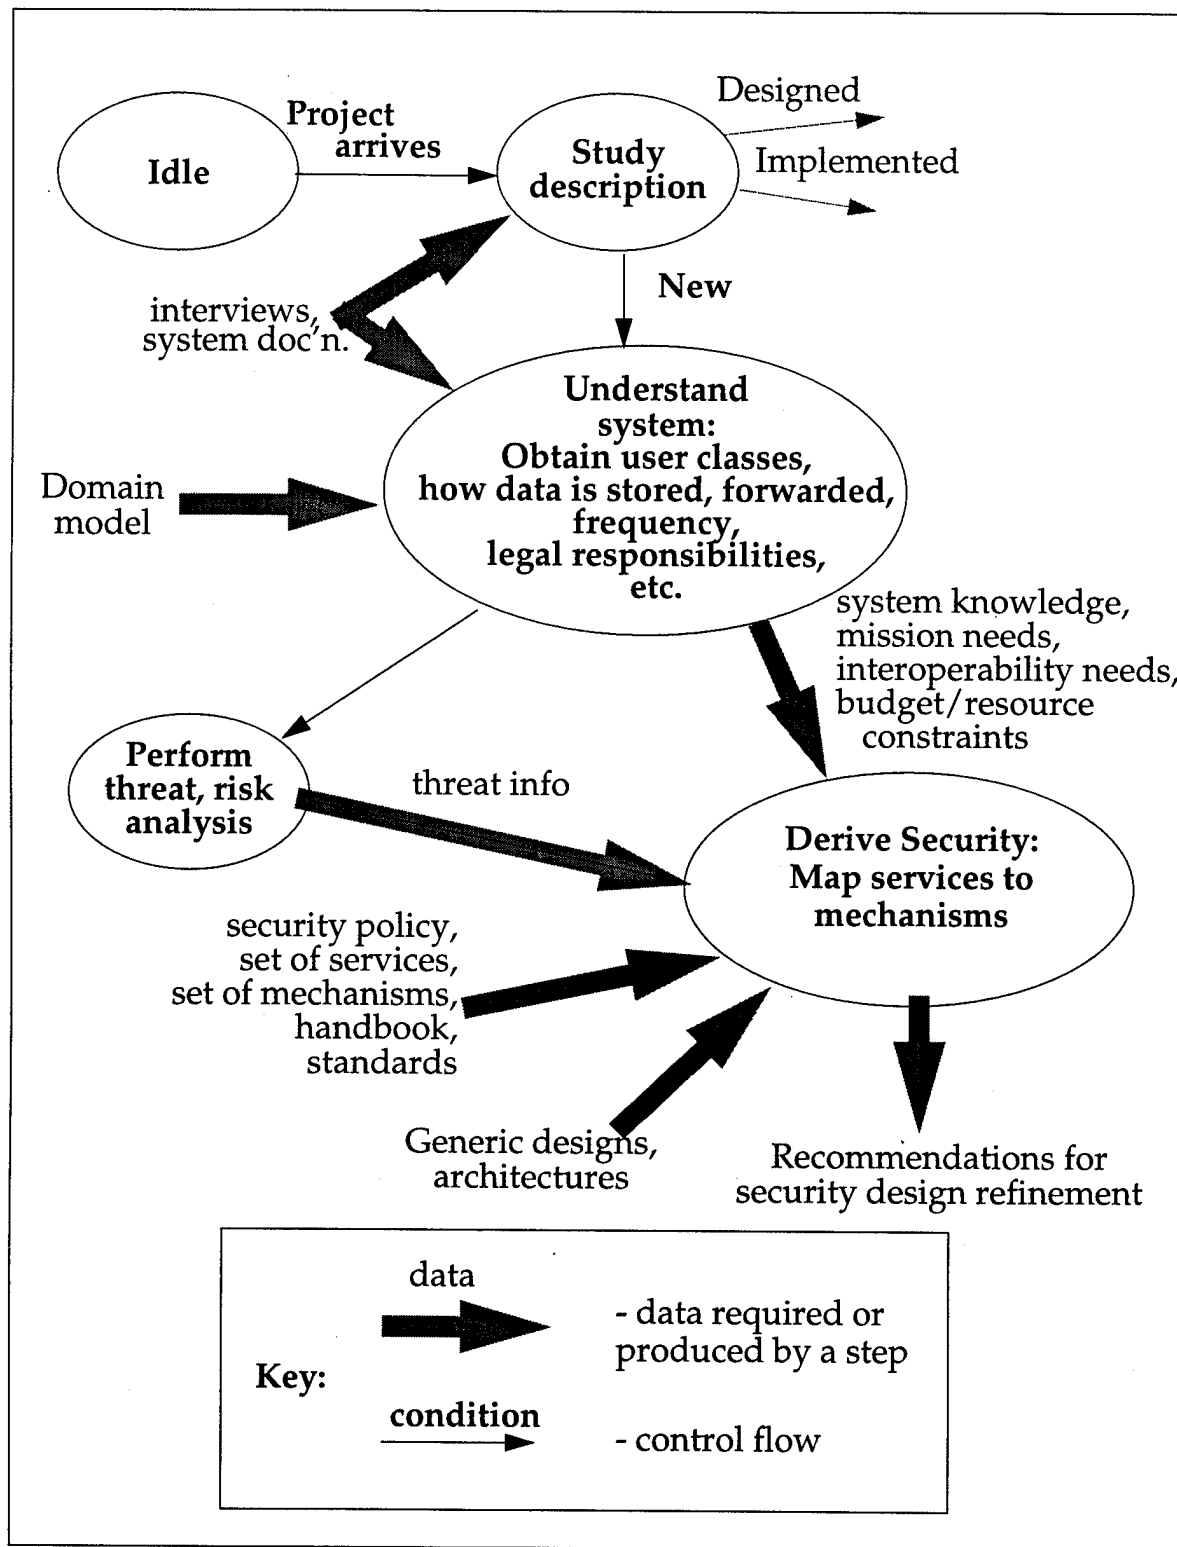 Project
arrives
Idle
Study
description
Designed
Implemented
New
interviews,
system doc'n.
Understand
system:
Obtain user classes,
how data is stored, forwarded,
frequency,
legal responsibilities,
etc.
Domain
model
system knowledge,
mission needs,
interoperability needs,
budget/resource
constraints
Perform
threat, risk
analysis
threat info
Derive Security:
Map services to
mechanisms
security policy,
set of services,
set of mechanisms,
handbook,
standards
Generic designs,
architectures
Recommendations for
security design refinement
Key:
data
- data required or
produced by a step
condition
- control flow